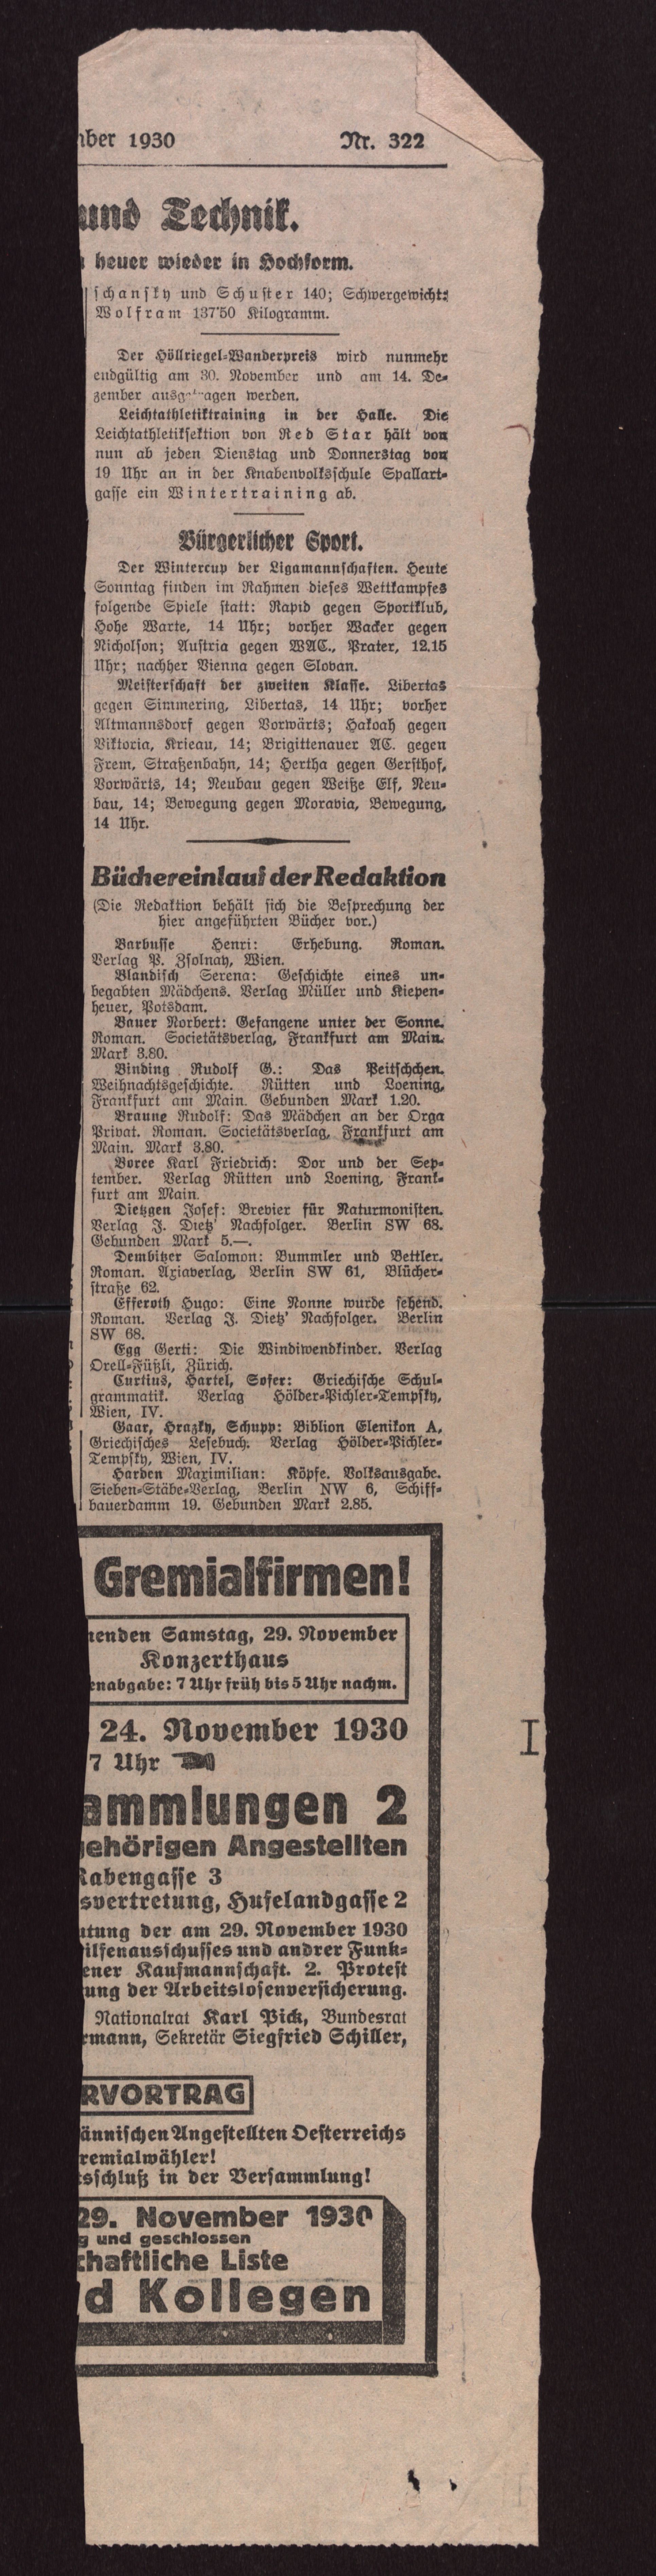 ber 1930 Nr. 322
und Technik.
heuer wieder in Hochform.
schansky und Schuster 140; Schwergewicht:
Wolfram 137'50 Kilogramm.
Der Höllriegel-Wanderpreis wird nunmehr
endgültig am 30. November und am 14. De-
zember ausgetragen werden.
Leichtathletiktraining in der Halle. Die
Leichtathletiksektion von Red Star hält von
nun ab jeden Dienstag und Donnerstag von
19 Uhr an in der Knabenvolksschule Spallart-
gasse ein Wintertraining ab.
Bürgerlicher Sport.
Der Wintercup der Ligamannschaften. Heute
Sonntag finden im Rahmen dieses Wettkampfes
folgende Spiele statt: Rapid gegen Sportklub,
Hohe Warte, 14 Uhr; vorher Wacker gegen
Nicholson; Austria gegen WAC., Prater, 12.15
Uhr; nachher Vienna gegen Slovan.
Meisterschaft der zweiten Klasse. Libertas
gegen Simmering, Libertas, 14 Uhr; vorher
Altmannsdorf gegen Vorwärts; Hakoah gegen
Viktoria, Krieau, 14; Brigittenauer AC. gegen
Frem, Straßenbahn, 14; Hertha gegen Gersthof,
Vorwärts, 14; Neubau gegen Weiße Elf, Neu-
bau, 14; Bewegung gegen Moravia, Bewegung,
14 Uhr.
Büchereinlauf der Redaktion
(Die Redaktion behält sich die Besprechung der
hier angeführten Bücher vor.)
Barbusse Henri: Erhebung. Roman.
Verlag P. Zsolnay, Wien.
Blandisch Serena: Geschichte eines un-
begabten Mädchens. Verlag Müller und Kiepen-
heuer, Potsdam.
Bauer Norbert: Gefangene unter der Sonne.
Roman. Societätsverlag, Frankfurt am Main.
Mark 3.80.
Binding Rudolf G.: Das Peitschchen.
Weihnachtsgeschichte. Rütten und Loening,
Frankfurt am Main. Gebunden Mark 1.20.
Braune Rudolf: Das Mädchen an der Orga
Privat. Roman. Societätsverlag, Frankfurt am
Main. Mark 3.80.
Boree Karl Friedrich: Dor und der Sep-
tember. Verlag Rütten und Loening, Frank-
furt am Main.
Dietzgen Josef: Brevier für Naturmonisten.
Verlag J. Dietz' Nachfolger. Berlin SW 68.
Gebunden Mark 5.—.
Dembitzer Salomon: Bummler und Bettler.
Roman. Axiaverlag, Berlin SW 61, Blücher-
straße 62.
Efferoth Hugo: Eine Nonne wurde sehend.
Roman. Verlag J. Dietz' Nachfolger. Berlin
SW 68.
Egg Gerti: Die Windiwendkinder. Verlag
Orell-Füßli, Zürich.
Curtius, Hartel, Sofer: Griechische Schul-
grammatik. Verlag Hölder-Pichler-Tempsky,
Wien, IV.
Gaar, Hrazky, Schupp: Biblion Elenikon A,
Griechisches Lesebuch. Verlag Hölder-Pichler-
Tempsky, Wien, IV.
Harden Maximilian: Köpfe. Volksausgabe.
Sieben-Stäbe-Verlag, Berlin NW 6, Schiff-
bauerdamm 19. Gebunden Mark 2.85.
Gremialfirmen!
enden Samstag, 29. November
Konzerthaus
enabgabe: 7 Uhr früh bis 5 Uhr nachm.
24. November 1930
7 Uhr
ammlungen 2
gehörigen Angestellten
Rabengasse 3
svertretung, Hufelandgasse 2
utung der am 29. November 1930
ilfenausschusses und andrer Funk-
ener Kaufmannschaft. 2. Protest
ung der Arbeitslosenversicherung.
Nationalrat Karl Pick, Bundesrat
rmann, Sekretär Siegfried Schiller,
RVORTRAG
ännischen Angestellten Oesterreichs
remialwähler!
tsschluß in der Versammlung!
29. November 1930
g und geschlossen
chaftliche Liste
d Kollegen
I